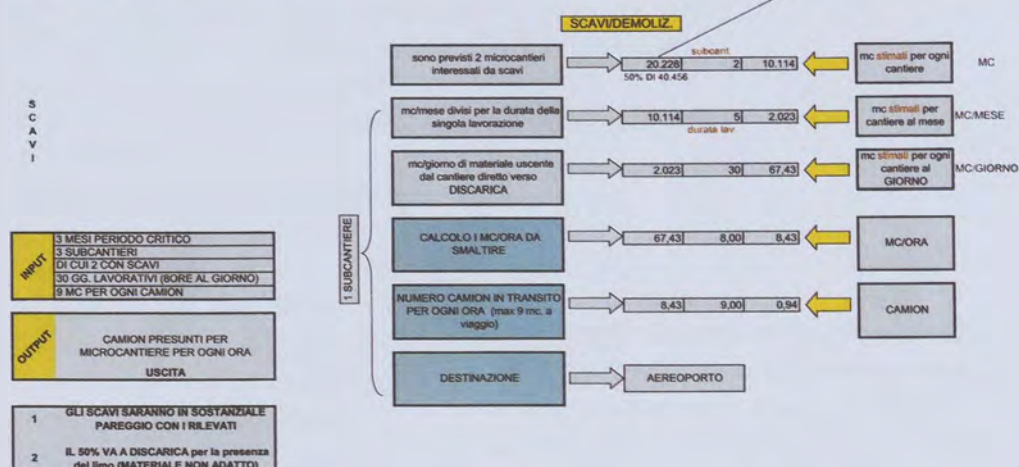 SCAVI/DEMOLIZ.
sono previsti 2 microcantieri
interessati da scavi
subcant
20.228 2 10.114
50% DI 40.456
mc stimati per ogni
cantiere
MC
S
C
A
V
I
mc/mese divisi per la durata della
singola lavorazione
10.114 5 2.023
durata lav
mc stimati per
cantiere al mese
MC/MESE
mc/giorno di materiale uscente
dal cantiere diretto verso
DISCARICA
2.023 30 67,43
mc stimati per ogni
cantiere al
GIORNO
MC/GIORNO
1 SUBCANTIERE
CALCOLO I MC/ORA DA
SMALTIRE
67,43 8,00 8,43
MC/ORA
NUMERO CAMION IN TRANSITO
PER OGNI ORA (max 9 mc. a
viaggio)
8,43 9,00 0,94
CAMION
DESTINAZIONE
AEREOPORTO
INPUT
3 MESI PERIODO CRITICO
3 SUBCANTIERI
DI CUI 2 CON SCAVI
30 GG. LAVORATIVI (8ORE AL GIORNO)
9 MC PER OGNI CAMION
OUTPUT
CAMION PRESUNTI PER
MICROCANTIERE PER OGNI ORA
USCITA
1 GLI SCAVI SARANNO IN SOSTANZIALE
PAREGGIO CON I RILEVATI
2 IL 50% VA A DISCARICA per la presenza
del limo (MATERIALE NON ADATTO)